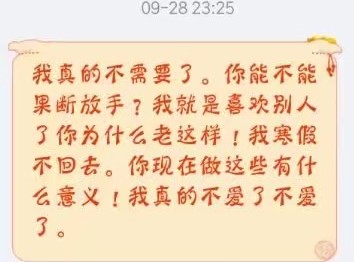 09-28 23:25
我真的不需要了。你能不能
果断放手？我就是喜欢别人
了你为什么老这样！我寒假
不回去。你现在做这些有什
么意义！我真的不爱了不爱
了。